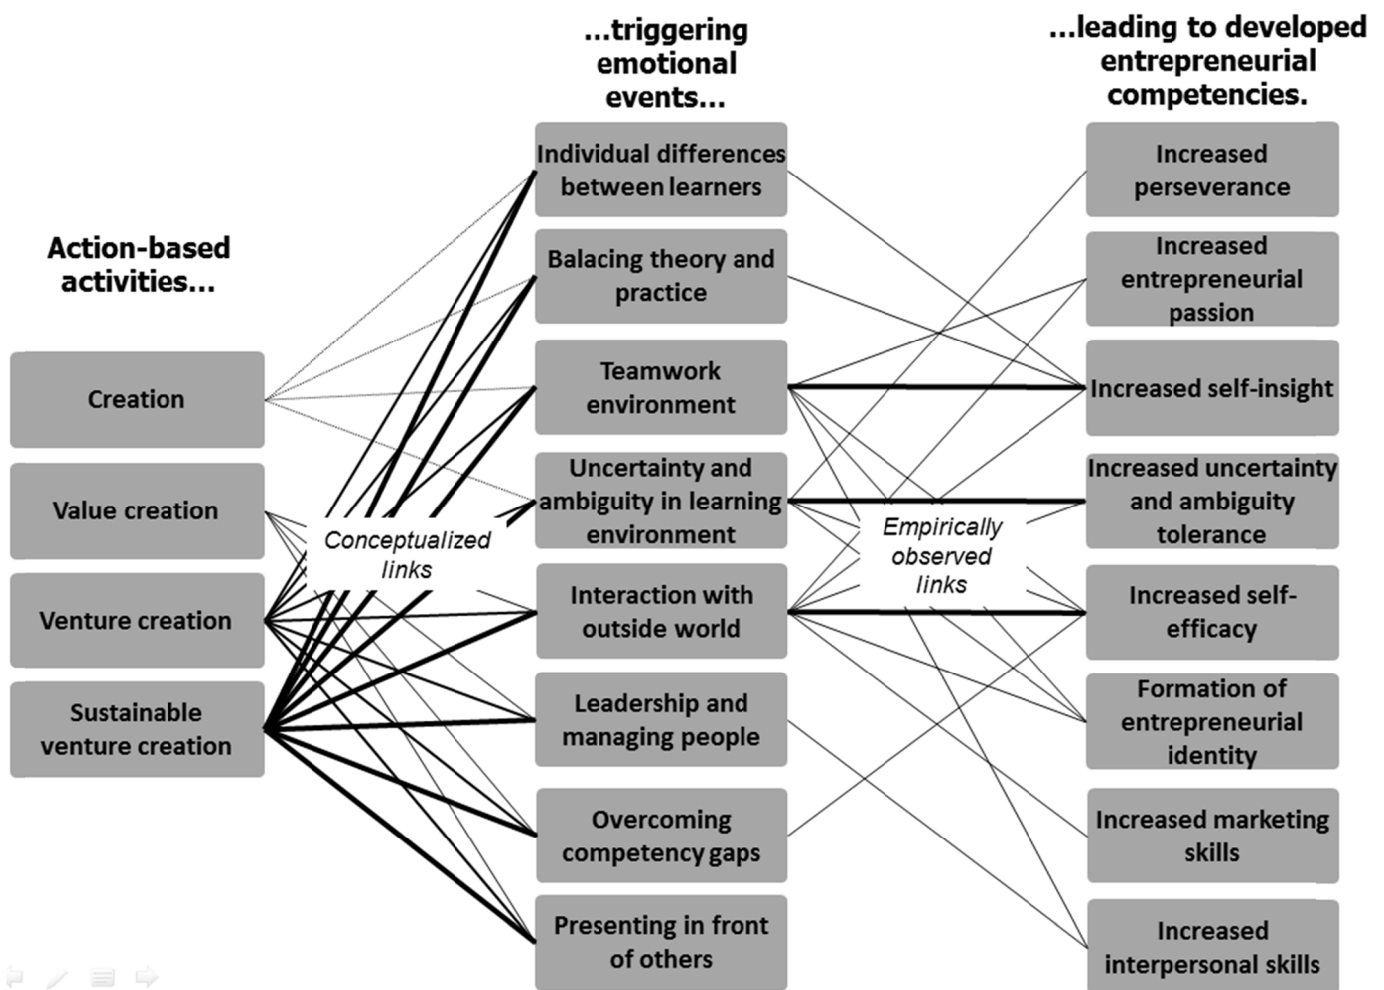 Action-based
activities...
Creation
Value creation
Venture creation
Sustainable
venture creation
...triggering
emotional
events...
Individual differences
between learners
Balacing theory and
practice
Teamwork
environment
Uncertainty and
ambiguity in learning
environment
Interaction with
outside world
Leadership and
managing people
Overcoming
competency gaps
Presenting in front
of others
Conceptualized
links
Empirically
observed
links
...leading to developed
entrepreneurial
competencies.
Increased
perseverance
Increased
entrepreneurial
passion
Increased self-insight
Increased uncertainty
and ambiguity
tolerance
Increased self-
efficacy
Formation of
entrepreneurial
identity
Increased marketing
skills
Increased
interpersonal skills